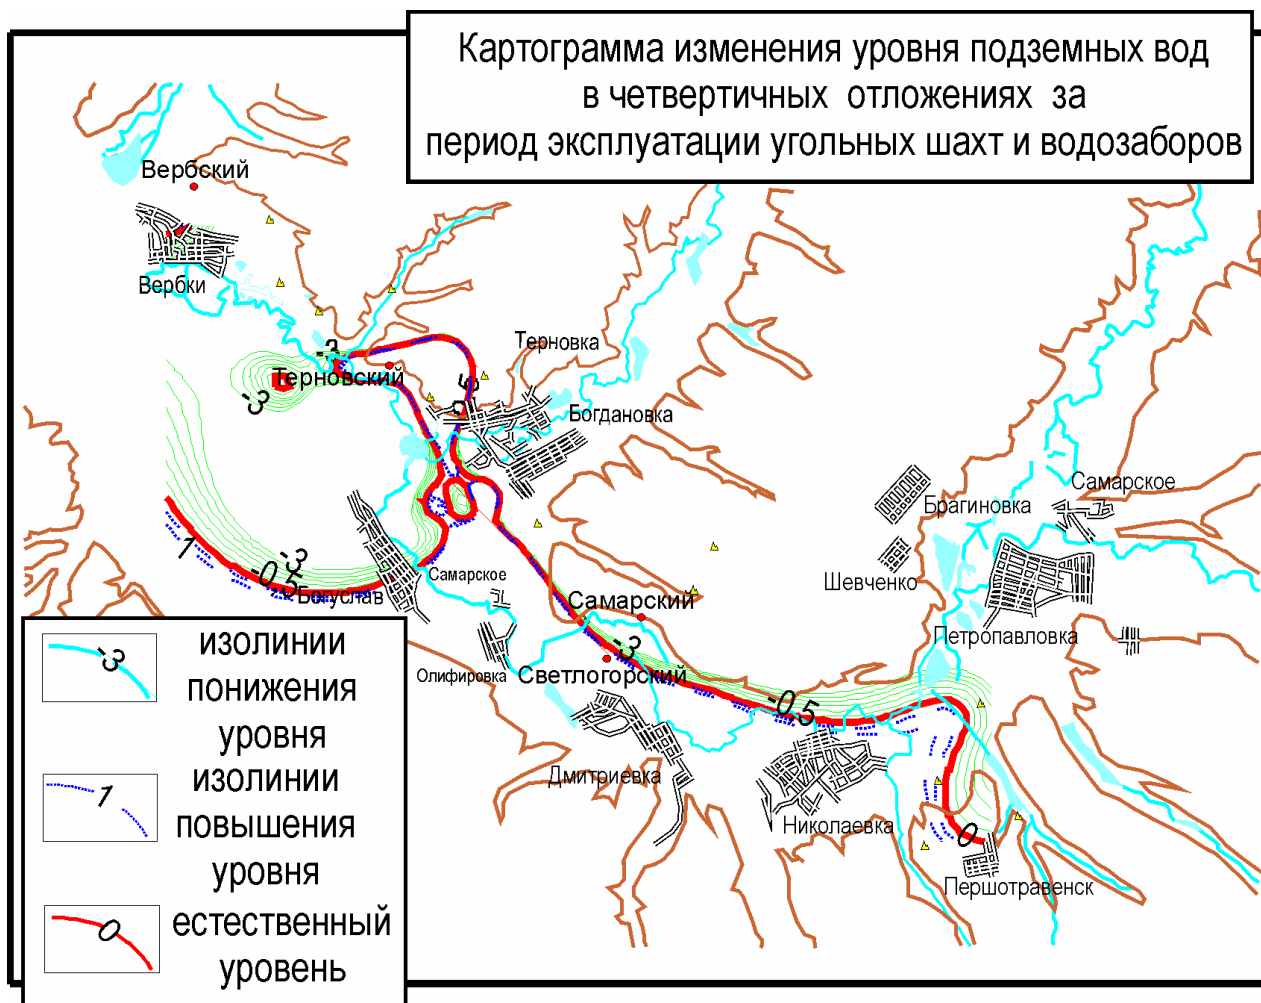 Картограмма изменения уровня подземных вод
в четвертичных отложениях за
период эксплуатации угольных шахт и водозаборов
Вербский
Вербки
-3
Терновка
Терновский
-3
Богдановка
Самарское
Брагиновка
1
-3
-0,5
Богуслав
Самарское
Шевченко
Самарский
-3
Петропавловка
Олифировка
Светлогорский
-0,5
Дмитриевка
Николаевка
0
Першотравенск
-3
изолинии
понижения
уровня
1
изолинии
повышения
уровня
0
естественный
уровень